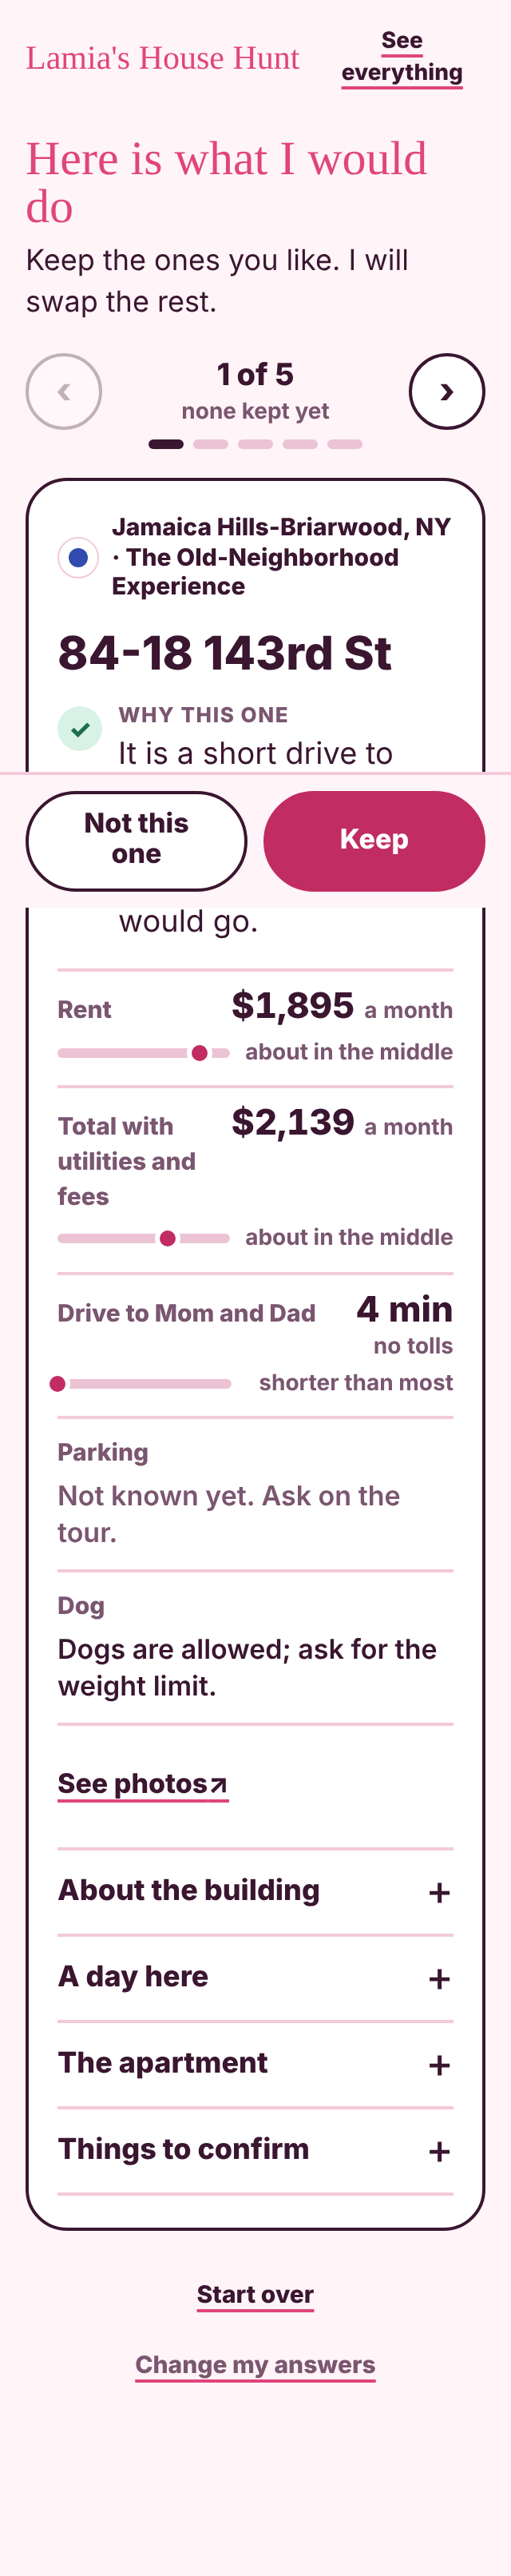 Lamia's House Hunt
See
everything
Here is what I would
do
Keep the ones you like. I will
swap the rest.
‹
1 of 5
none kept yet
›
Jamaica Hills-Briarwood, NY
· The Old-Neighborhood
Experience
84-18 143rd St
WHY THIS ONE
It is a short drive to
Not this
one
Keep
would go.
Rent
$1,895 a month
about in the middle
Total with
utilities and
fees
$2,139 a month
about in the middle
Drive to Mom and Dad
4 min
no tolls
shorter than most
Parking
Not known yet. Ask on the
tour.
Dog
Dogs are allowed; ask for the
weight limit.
See photos↗
About the building +
A day here +
The apartment +
Things to confirm +
Start over
Change my answers